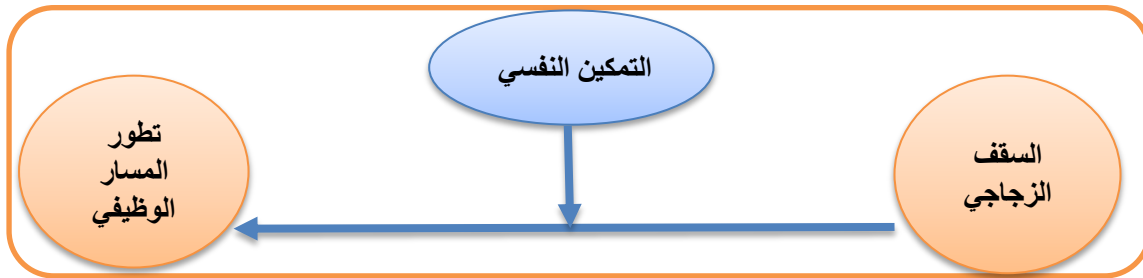 التمكين النفسي
السقف
الزجاجي
تطور
المسار
الوظيفي